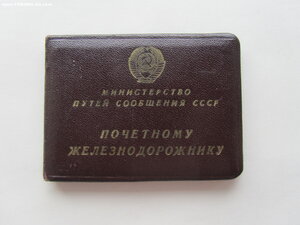 МИНИСТЕРСТВО
ПУТЕЙ СООБЩЕНИЯ СССР
ПОЧЕТНОМУ
ЖЕЛЕЗНОДОРОЖНИКУ